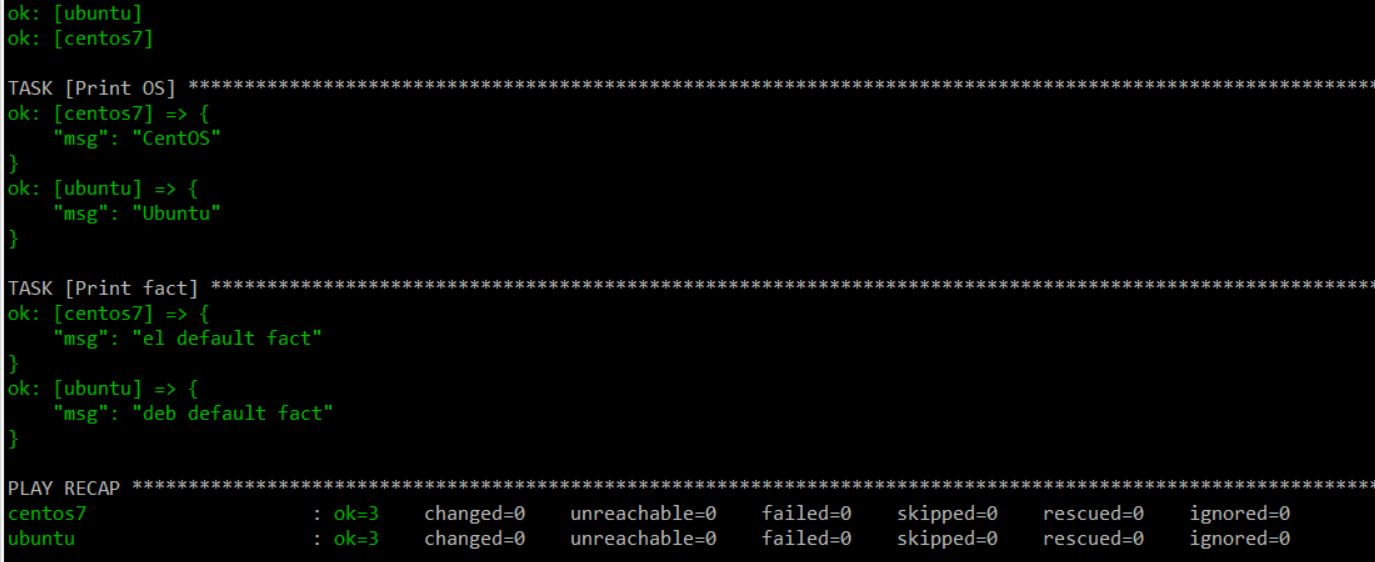 ok: [ubuntu]
ok: [centos7]
TASK [Print OS] **********************************************************************************************************
ok: [centos7] => {
    "msg": "CentOS"
}
ok: [ubuntu] => {
    "msg": "Ubuntu"
}
TASK [Print fact] ********************************************************************************************************
ok: [centos7] => {
    "msg": "el default fact"
}
ok: [ubuntu] => {
    "msg": "deb default fact"
}
PLAY RECAP ***************************************************************************************************************
centos7                    : ok=3    changed=0    unreachable=0    failed=0    skipped=0    rescued=0    ignored=0
ubuntu                     : ok=3    changed=0    unreachable=0    failed=0    skipped=0    rescued=0    ignored=0